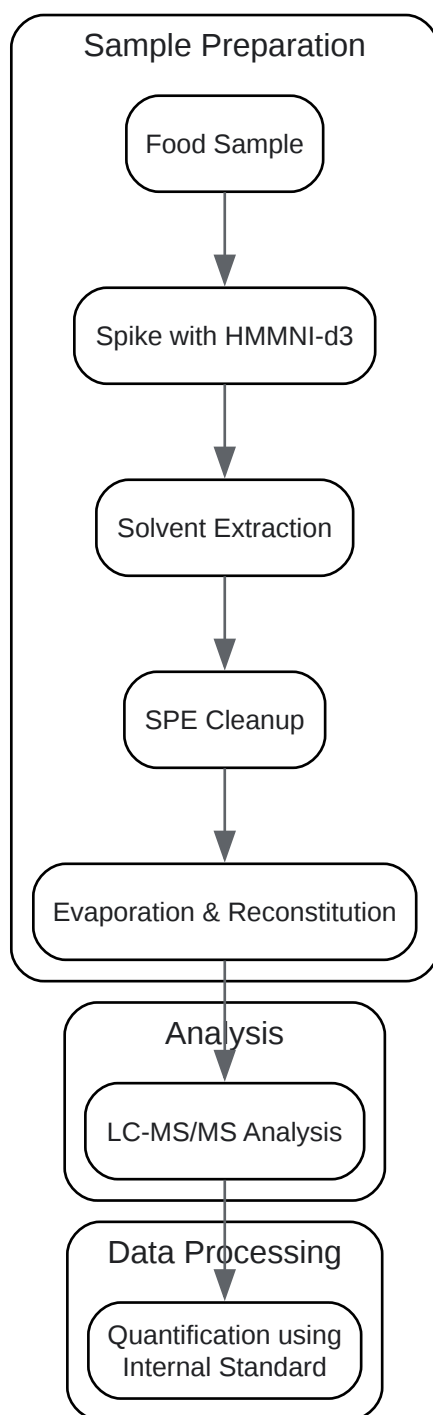 Sample Preparation
Food Sample
Spike with HMMNI-d3
Solvent Extraction
SPE Cleanup
Evaporation & Reconstitution
Analysis
LC-MS/MS Analysis
Data Processing
Quantification using
Internal Standard